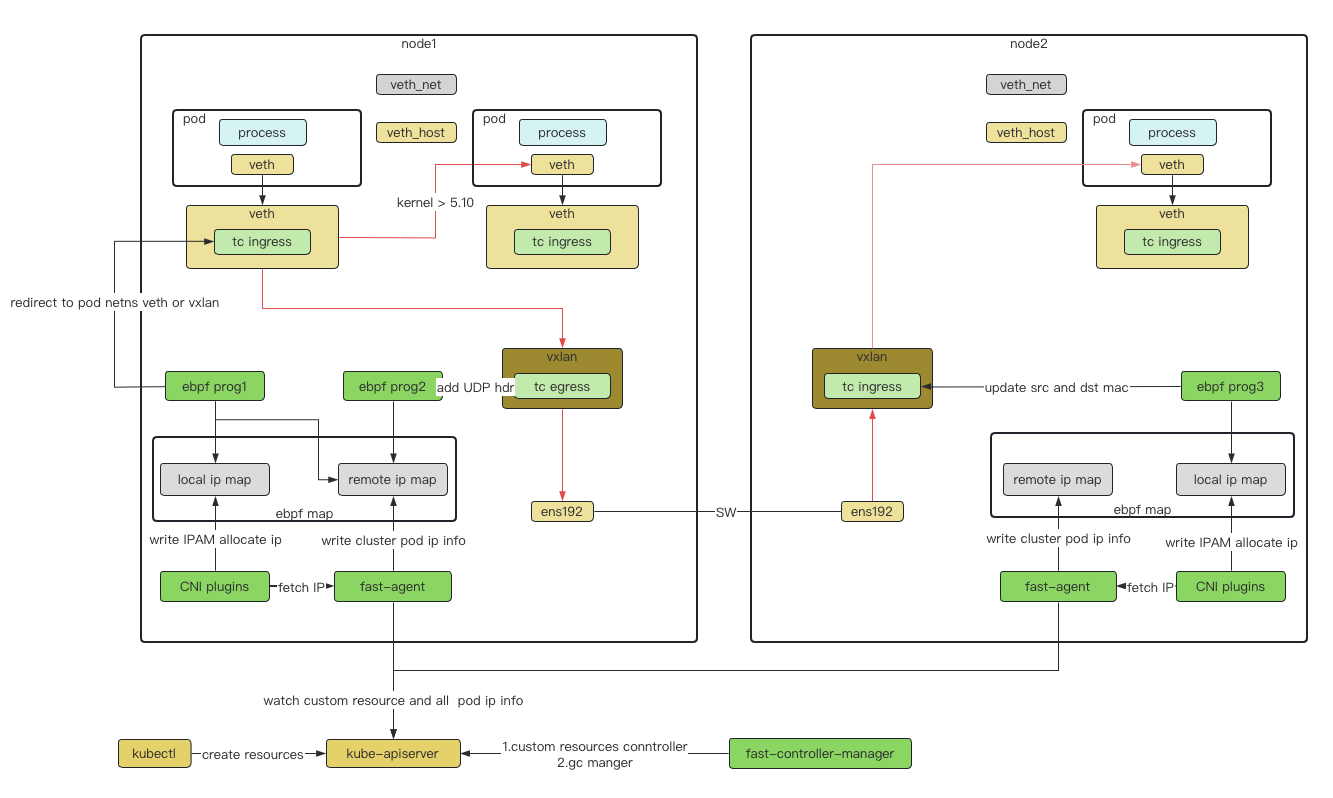 node1
node2
veth_net
veth_net
pod
process
veth_host
pod
process
veth_host
pod
process
veth
veth
veth
kernel > 5.10
veth
tc ingress
veth
tc ingress
veth
tc ingress
redirect to pod netns veth or vxlan
vxlan
tc egress
vxlan
tc ingress
ebpf prog1
ebpf prog2
add UDP hdr
update src and dst mac
ebpf prog3
local ip map
remote ip map
ebpf map
remote ip map
local ip map
ebpf map
ens192
SW
ens192
write IPAM allocate ip
write cluster pod ip info
write cluster pod ip info
write IPAM allocate ip
CNI plugins
fetch IP
fast-agent
fast-agent
fetch IP
CNI plugins
watch custom resource and all  pod ip info
kubectl
create resources
kube-apiserver
1.custom resources conntroller
2.gc manger
fast-controller-manager